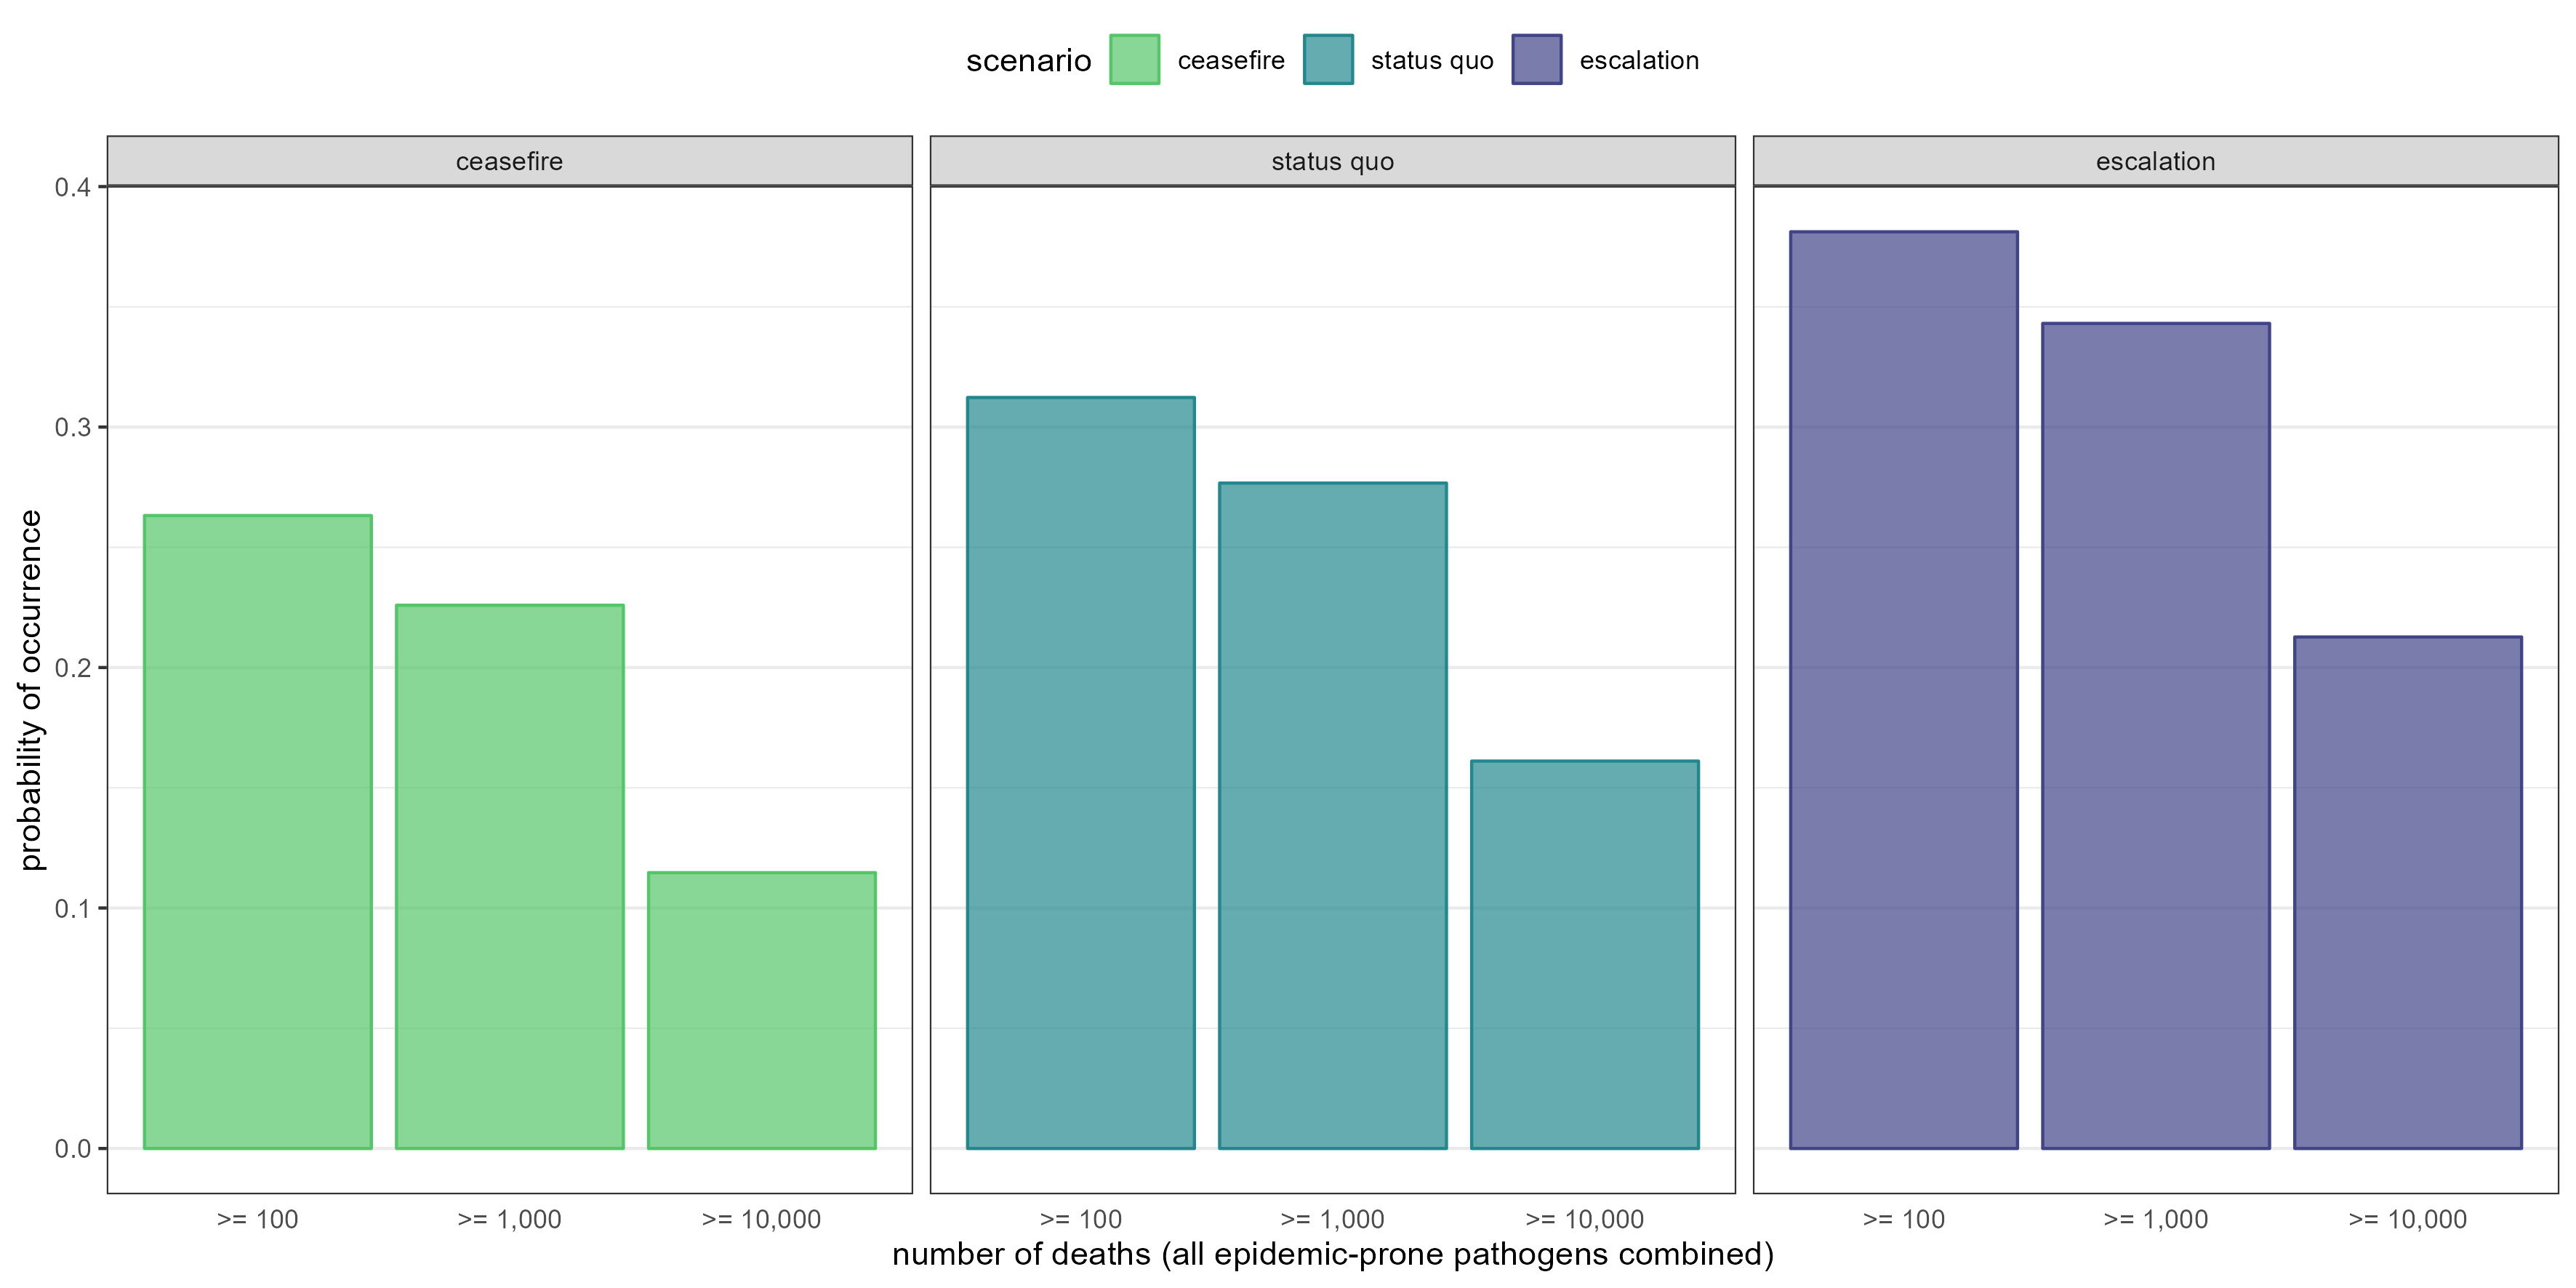 scenario ceasefire status quo escalation
ceasefire status quo escalation
0.4
0.3
0.2
0.1
0.0
probability of occurrence
>= 100 >= 1,000 >= 10,000 >= 100 >= 1,000 >= 10,000 >= 100 >= 1,000 >= 10,000
number of deaths (all epidemic-prone pathogens combined)